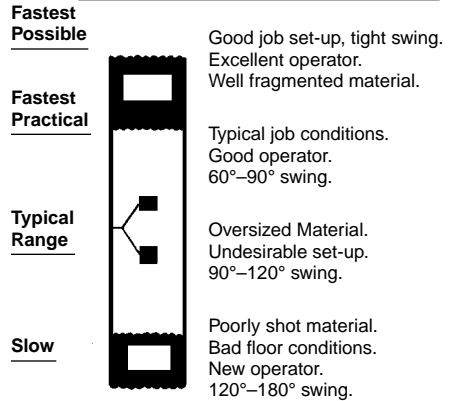 Fastest
Possible
Good job set-up, tight swing.
Excellent operator.
Well fragmented material.
Fastest
Practical
Typical job conditions.
Good operator.
60°–90° swing.
Typical
Range
Oversized Material.
Undesirable set-up.
90°–120° swing.
Slow
Poorly shot material.
Bad floor conditions.
New operator.
120°–180° swing.